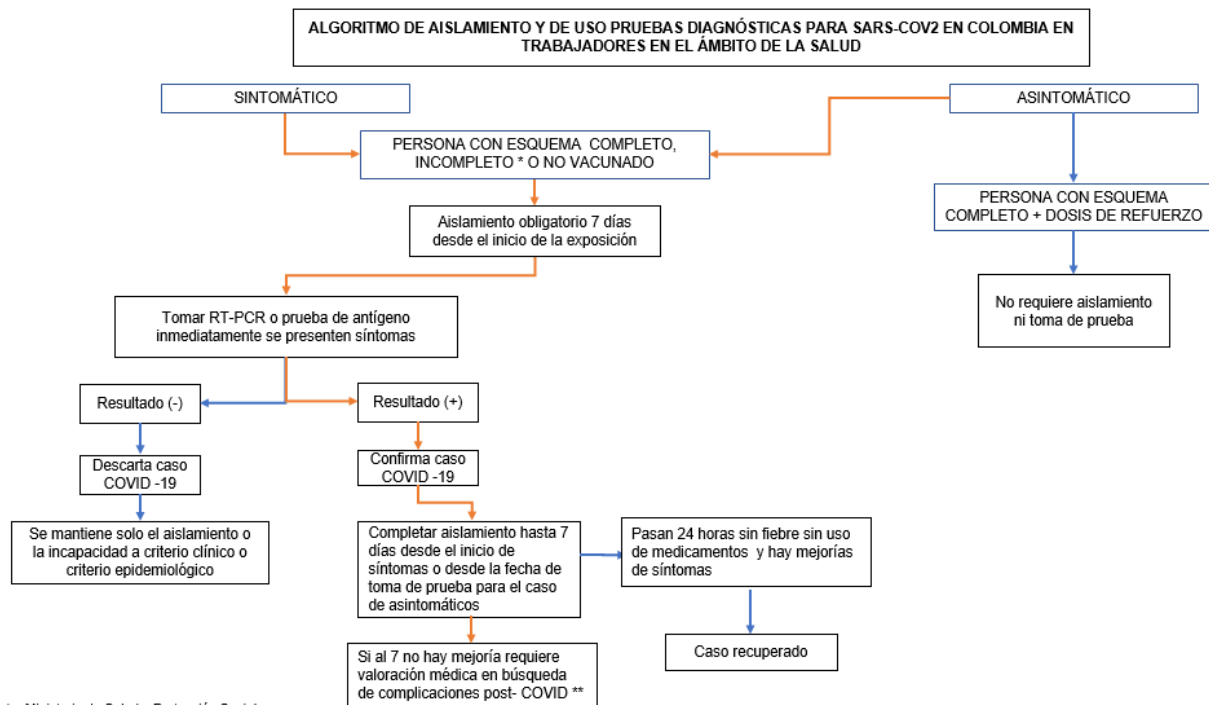 ALGORITMO DE AISLAMIENTO Y DE USO PRUEBAS DIAGNÓSTICAS PARA SARS-COV2 EN COLOMBIA EN
TRABAJADORES EN EL ÁMBITO DE LA SALUD
SINTOMÁTICO
ASINTOMÁTICO
PERSONA CON ESQUEMA COMPLETO,
INCOMPLETO * O NO VACUNADO
PERSONA CON ESQUEMA
COMPLETO + DOSIS DE REFUERZO
Aislamiento obligatorio 7 días
desde el inicio de la exposición
No requiere aislamiento
ni toma de prueba
Tomar RT-PCR o prueba de antígeno
inmediatamente se presenten síntomas
Resultado (-)
Resultado (+)
Descarta caso
COVID -19
Confirma caso
COVID -19
Se mantiene solo el aislamiento o
la incapacidad a criterio clínico o
criterio epidemiológico
Completar aislamiento hasta 7
días desde el inicio de
síntomas o desde la fecha de
toma de prueba para el caso
de asintomáticos
Pasan 24 horas sin fiebre sin uso
de medicamentos y hay mejorías
de síntomas
Caso recuperado
Si al 7 no hay mejoría requiere
valoración médica en búsqueda
de complicaciones post- COVID **